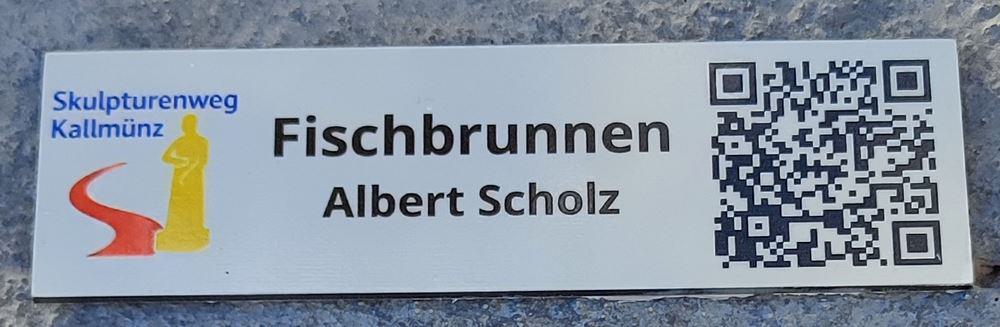 Skulpturenweg
Kallmünz
Fischbrunnen
Albert Scholz